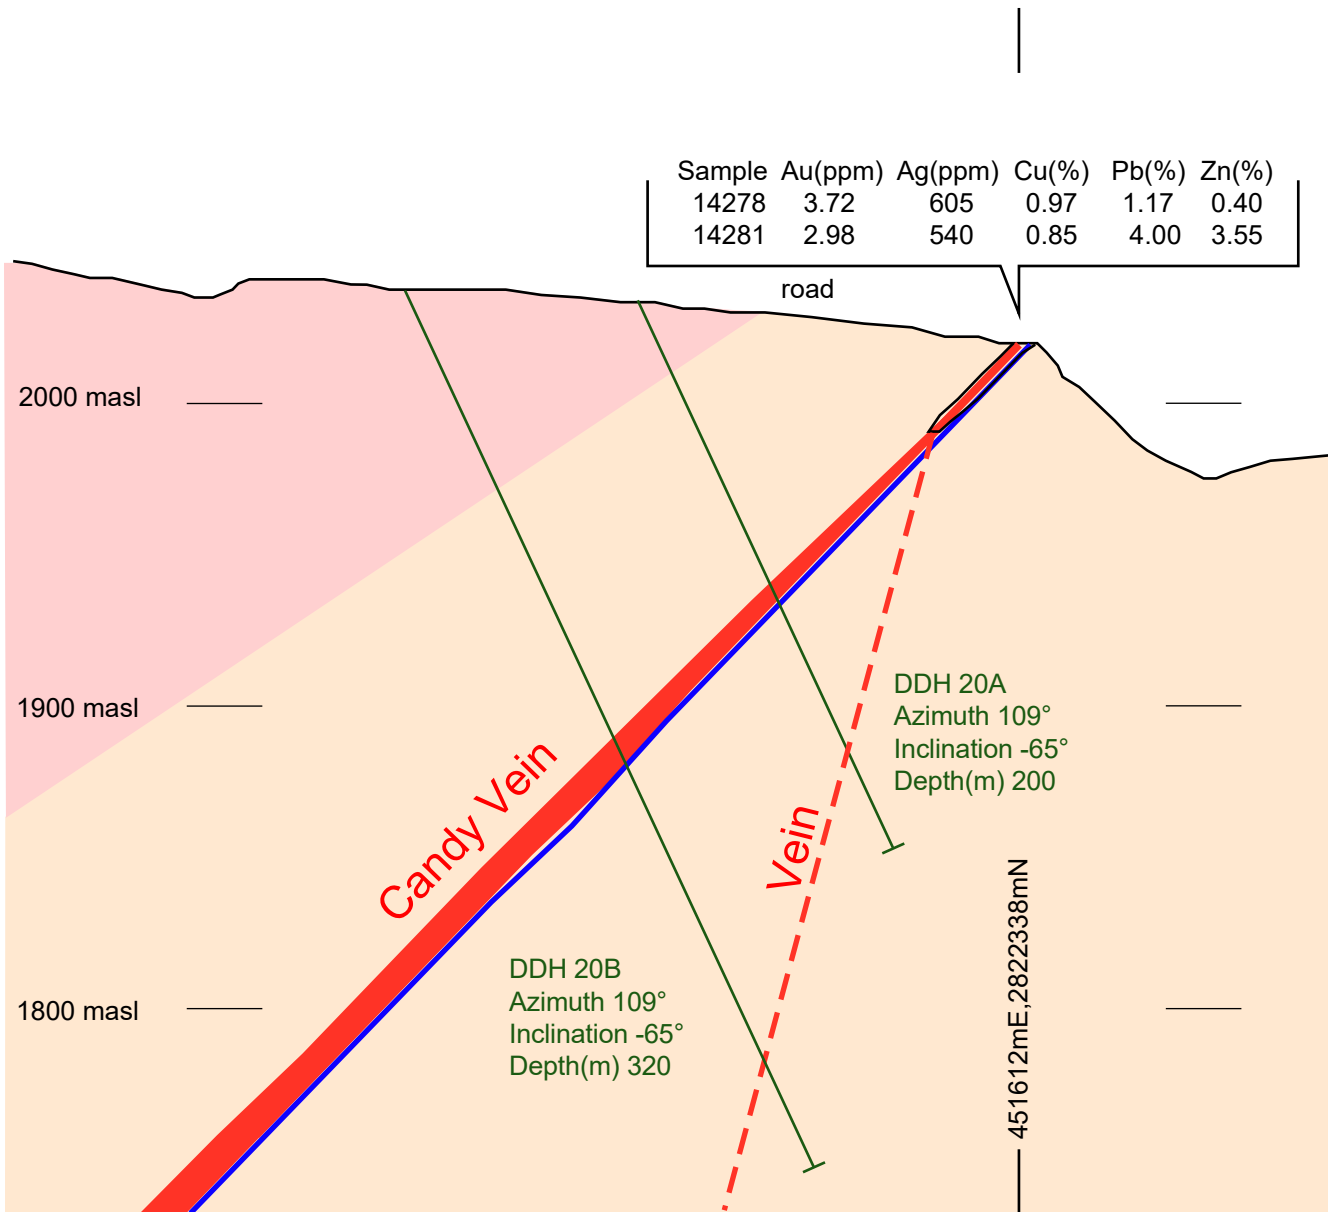 Sample Au(ppm) Ag(ppm) Cu(%) Pb(%) Zn(%)
14278 3.72 605 0.97 1.17 0.40
14281 2.98 540 0.85 4.00 3.55
road
2000 masl
1900 masl
1800 masl
Candy Vein
Vein
DDH 20A
Azimuth 109°
Inclination -65°
Depth(m) 200
DDH 20B
Azimuth 109°
Inclination -65°
Depth(m) 320
451612mE,2822338mN